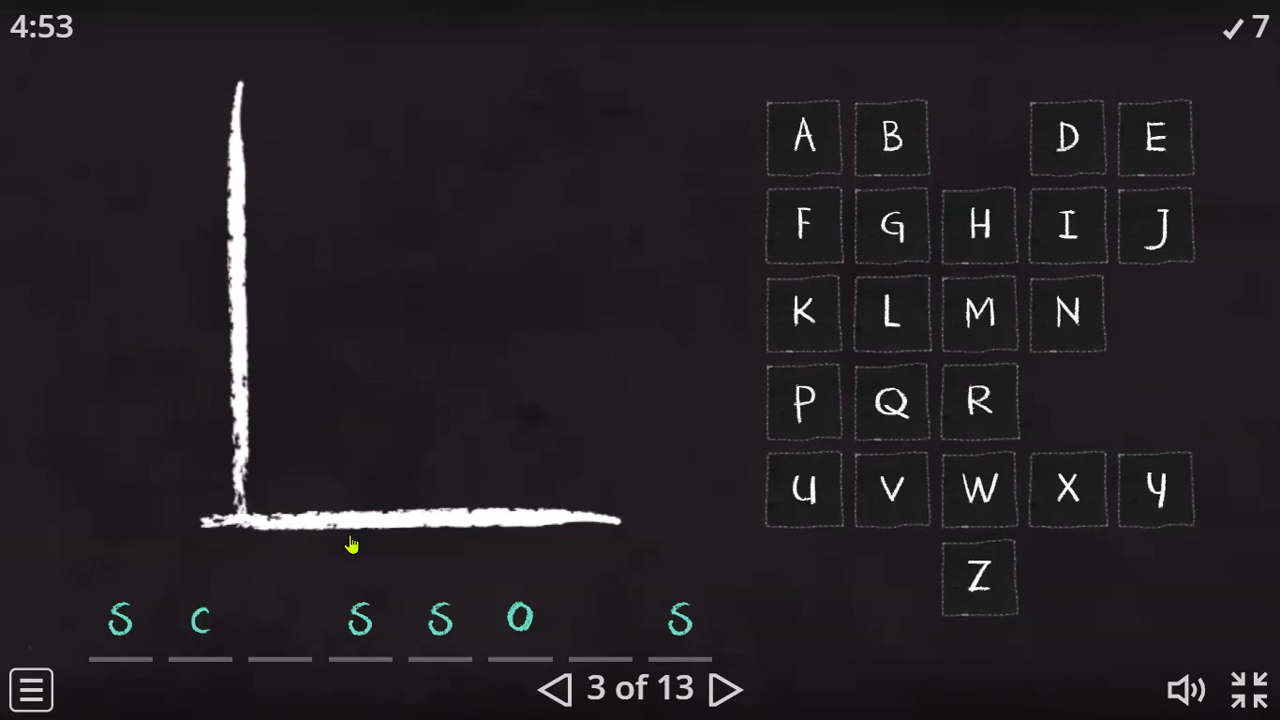 4:53
✓ 7
A B D E
F G H I J
K L M N
P Q R
U V W X Y
Z
S C _ S S O _ S
3 of 13